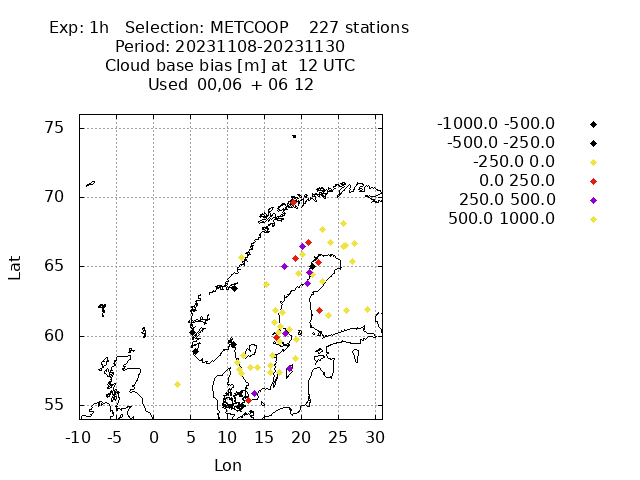 Exp: 1h   Selection: METCOOP    227 stations
Period: 20231108-20231130
Cloud base bias [m] at  12 UTC
Used  00,06  + 06 12
-1000.0 -500.0
-500.0 -250.0
-250.0 0.0
0.0 250.0
250.0 500.0
500.0 1000.0
75
70
65
60
55
Lat
-10 -5 0 5 10 15 20 25 30
Lon